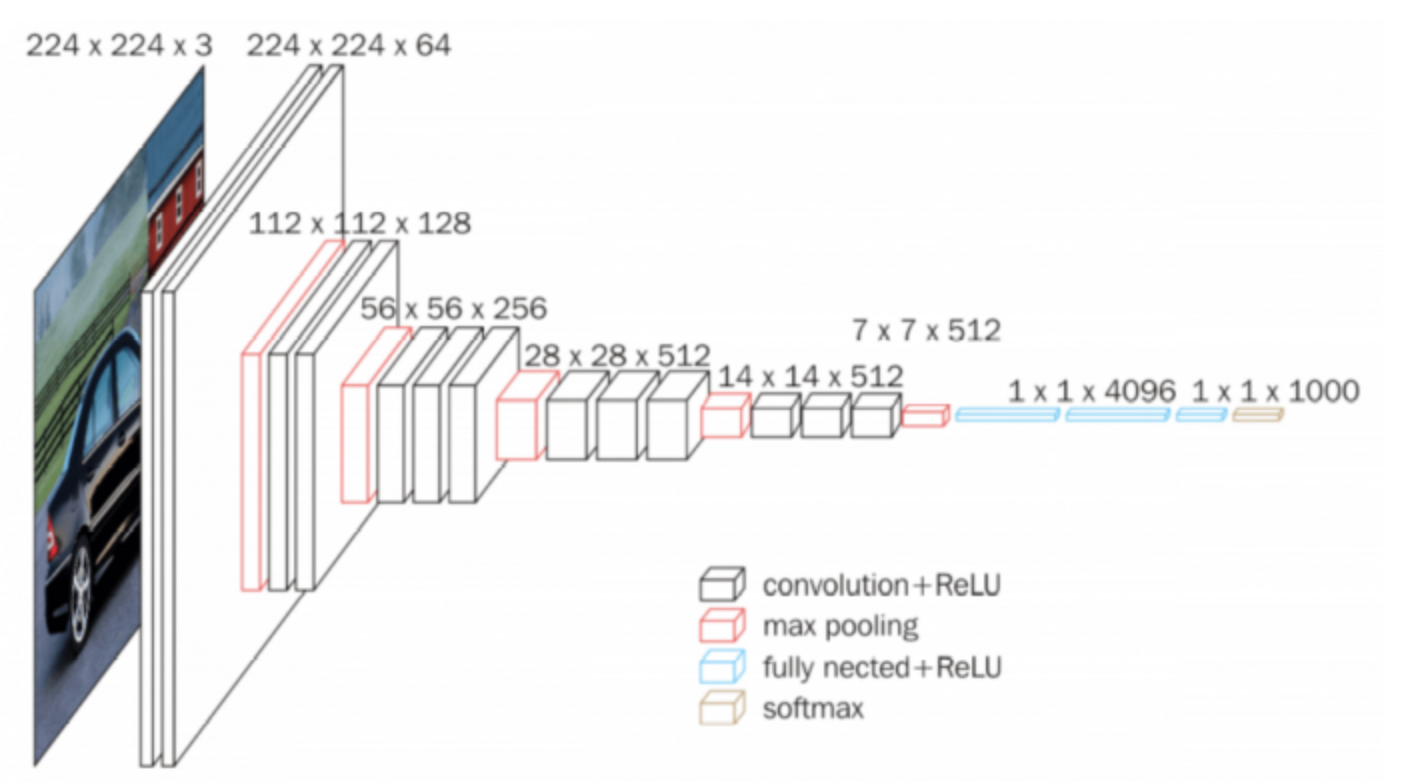 224 x 224 x 3
224 x 224 x 64
112 x 112 x 128
56 x 56 x 256
28 x 28 x 512
14 x 14 x 512
7 x 7 x 512
1 x 1 x 4096
1 x 1 x 1000
convolution+ReLU
max pooling
fully nected+ReLU
softmax